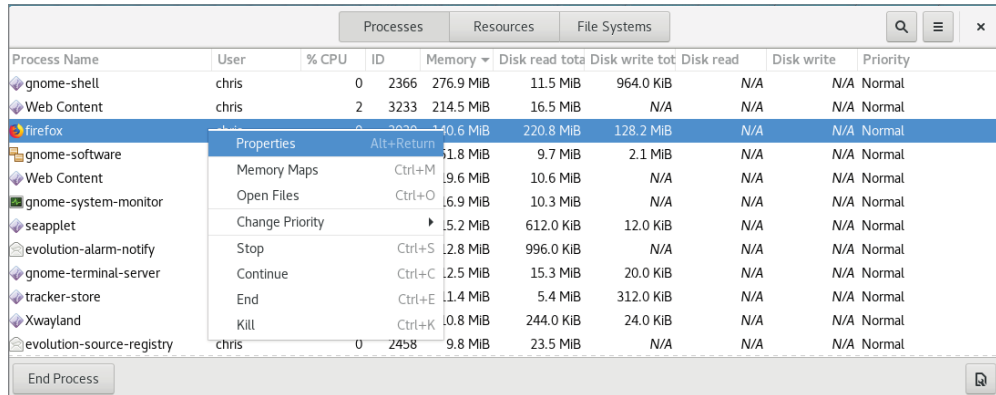 Processes Resources File Systems
Process Name User % CPU ID Memory Disk read tota Disk write tot Disk read Disk write Priority
gnome-shell chris 0 2366 276.9 MiB 11.5 MiB 964.0 KiB N/A N/A Normal
Web Content chris 2 3233 214.5 MiB 16.5 MiB N/A N/A N/A Normal
firefox 220.8 MiB 128.2 MiB N/A N/A Normal
Properties Alt+Return
gnome-software 9.7 MiB 2.1 MiB N/A N/A Normal
Memory Maps Ctrl+M
Web Content 10.6 MiB N/A N/A N/A Normal
Open Files Ctrl+O
gnome-system-monitor 10.3 MiB N/A N/A N/A Normal
Change Priority
seapplet 612.0 KiB 12.0 KiB N/A N/A Normal
Stop Ctrl+S
evolution-alarm-notify 996.0 KiB N/A N/A N/A Normal
Continue Ctrl+C
gnome-terminal-server 15.3 MiB 20.0 KiB N/A N/A Normal
End Ctrl+E
tracker-store 5.4 MiB 312.0 KiB N/A N/A Normal
Kill Ctrl+K
Xwayland 244.0 KiB 24.0 KiB N/A N/A Normal
evolution-source-registry chris 0 2458 9.8 MiB 23.5 MiB N/A N/A N/A Normal
End Process